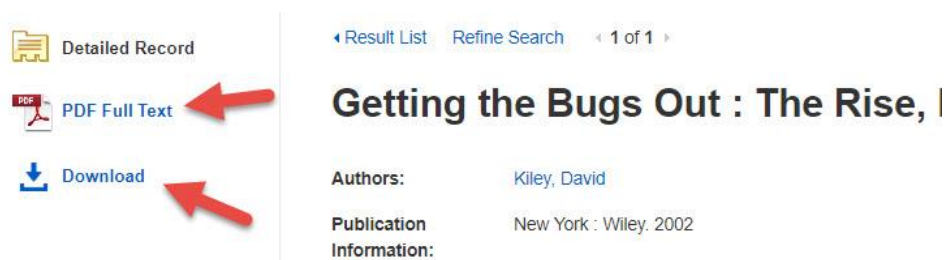 Detailed Record
PDF
PDF Full Text
Download
Result List Refine Search 1 of 1
Getting the Bugs Out : The Rise,
Authors: Kiley, David
Publication New York : Wiley. 2002
Information: